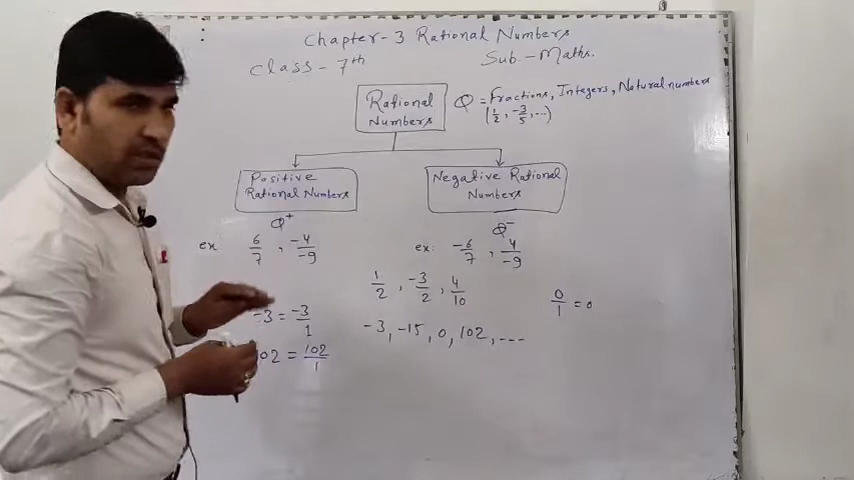 Chapter-3 Rational Numbers
Class - 7th Sub.- Maths.
Rational Numbers Q = Fractions, Integers, Natural numbers
(1/2, -3/5, ...)
Positive Rational Numbers
Negative Rational Numbers
Q+
Q-
ex 6/7, -4/-9
ex: -6/7, 4/-9
1/2, -3/2, 4/10
0/1 = 0
-3 = -3/1
-3, -15, 0, 102, ---
102 = 102/1